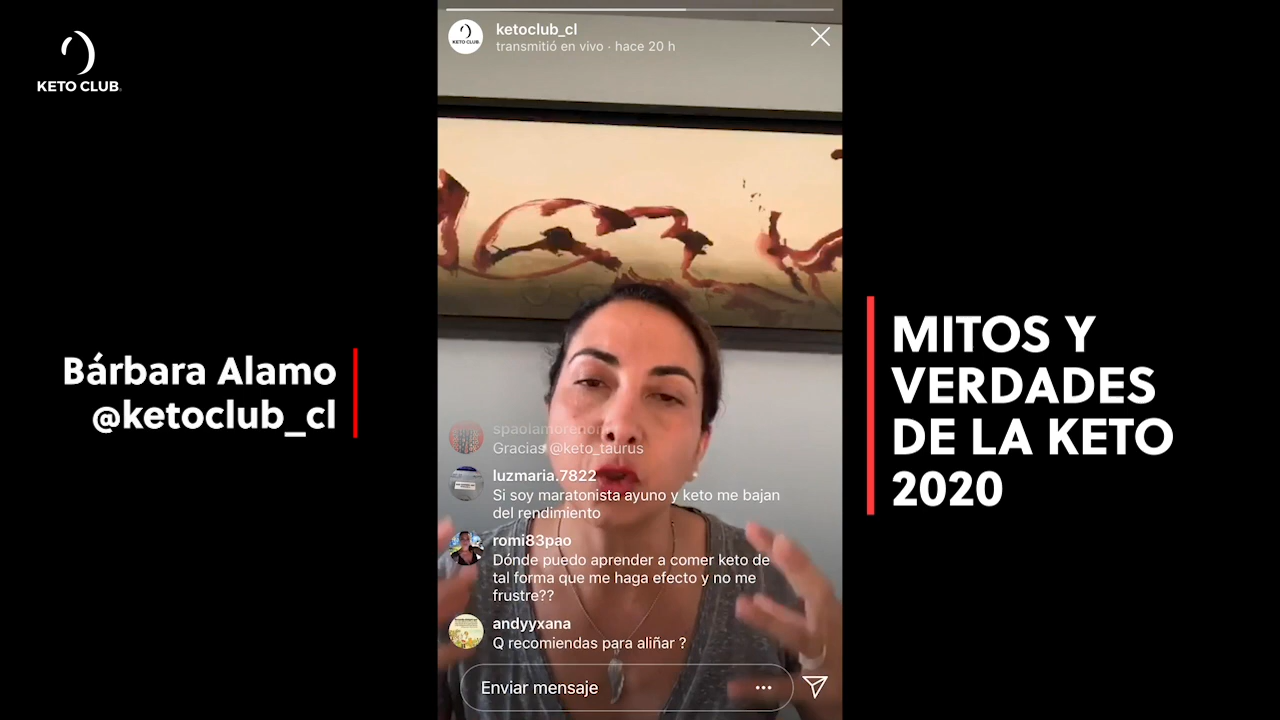 KETO CLUB
Bárbara Alamo
@ketoclub_cl
KETO CLUB
ketoclub_cl
transmitió en vivo · hace 20 h
Gracias @keto_taurus
luzmaria.7822
Si soy maratonista ayuno y keto me bajan
del rendimiento
romi83pao
Dónde puedo aprender a comer keto de
tal forma que me haga efecto y no me
frustre??
andyyxana
Q recomiendas para aliñar ?
Enviar mensaje
MITOS Y
VERDADES
DE LA KETO
2020